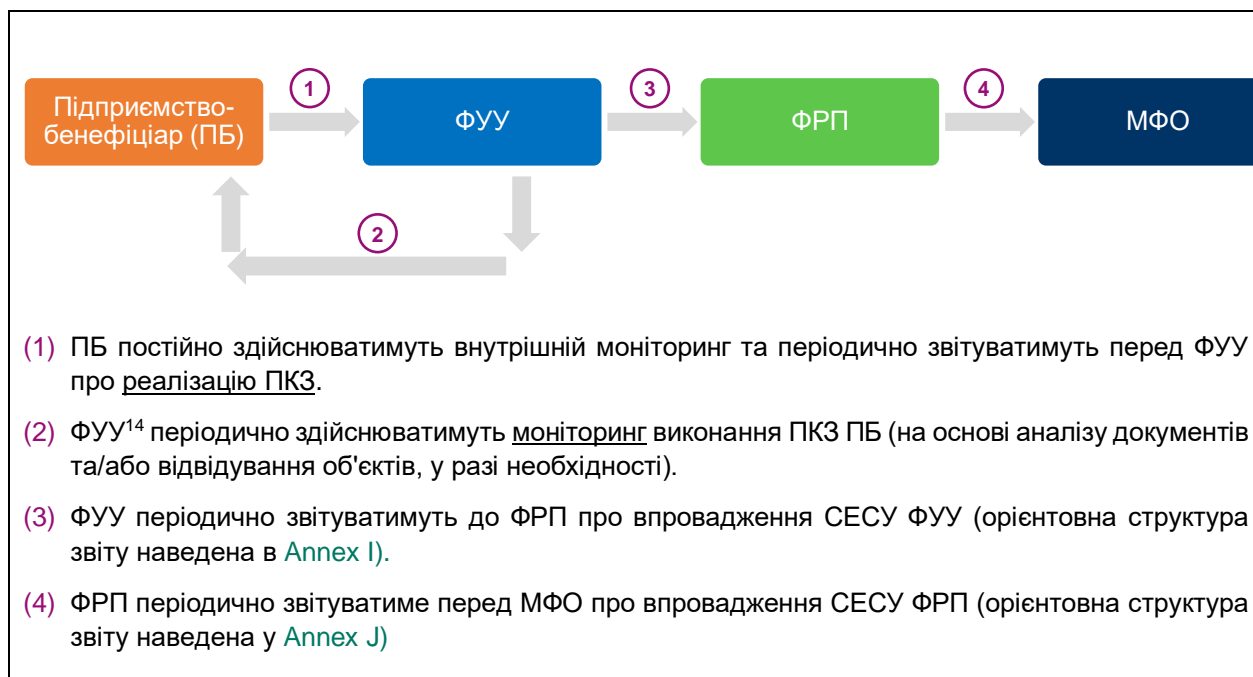 1
3
4
Підприємство-
бенефіціар (ПБ)
ФУУ
ФРП
МФО
2
(1) ПБ постійно здійснюватимуть внутрішній моніторинг та періодично звітуватимуть перед ФУУ
про реалізацію ПКЗ.
(2) ФУУ14 періодично здійснюватимуть моніторинг виконання ПКЗ ПБ (на основі аналізу документів
та/або відвідування об'єктів, у разі необхідності).
(3) ФУУ періодично звітуватимуть до ФРП про впровадження СЕСУ ФУУ (орієнтовна структура
звіту наведена в Annex I).
(4) ФРП періодично звітуватиме перед МФО про впровадження СЕСУ ФРП (орієнтовна структура
звіту наведена у Annex J)